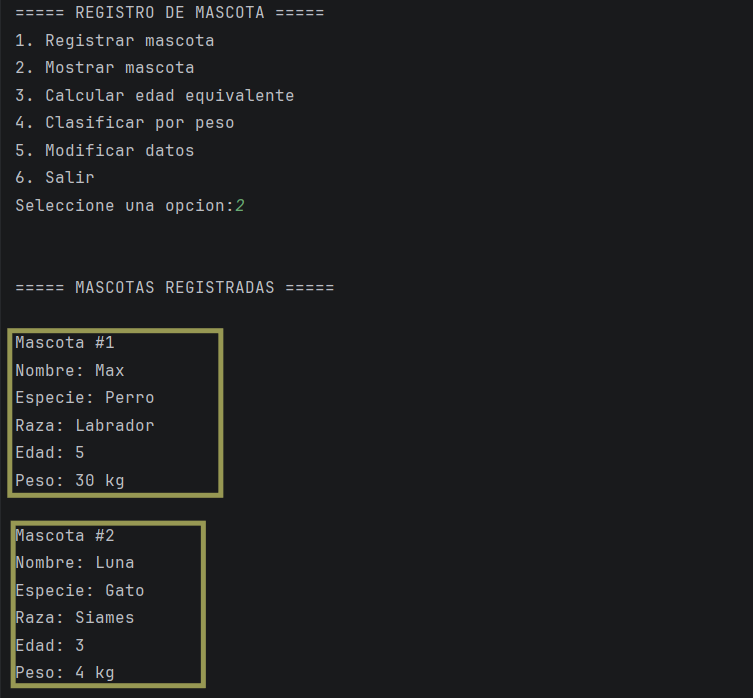 ===== REGISTRO DE MASCOTA =====
1. Registrar mascota
2. Mostrar mascota
3. Calcular edad equivalente
4. Clasificar por peso
5. Modificar datos
6. Salir
Seleccione una opcion:2
===== MASCOTAS REGISTRADAS =====
Mascota #1
Nombre: Max
Especie: Perro
Raza: Labrador
Edad: 5
Peso: 30 kg
Mascota #2
Nombre: Luna
Especie: Gato
Raza: Siames
Edad: 3
Peso: 4 kg